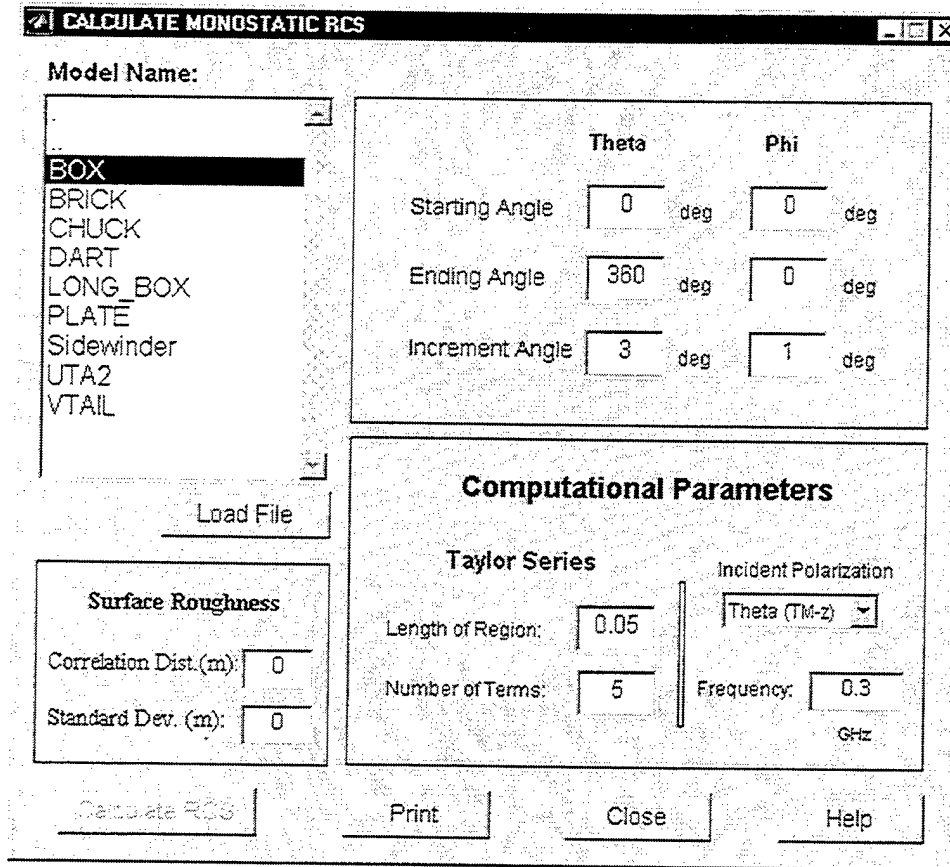 CALCULATE MONOSTATIC RCS
Model Name:
.
..
BOX
BRICK
CHUCK
DART
LONG_BOX
PLATE
Sidewinder
UTA2
VTAIL
Load File
Theta Phi
Starting Angle 0 deg 0 deg
Ending Angle 360 deg 0 deg
Increment Angle 3 deg 1 deg
Surface Roughness
Correlation Dist.(m): 0
Standard Dev. (m): 0
Computational Parameters
Taylor Series
Length of Region: 0.05
Number of Terms: 5
Incident Polarization
Theta (TM-z)
Frequency: 0.3
GHz
Calculate RCS Print Close Help